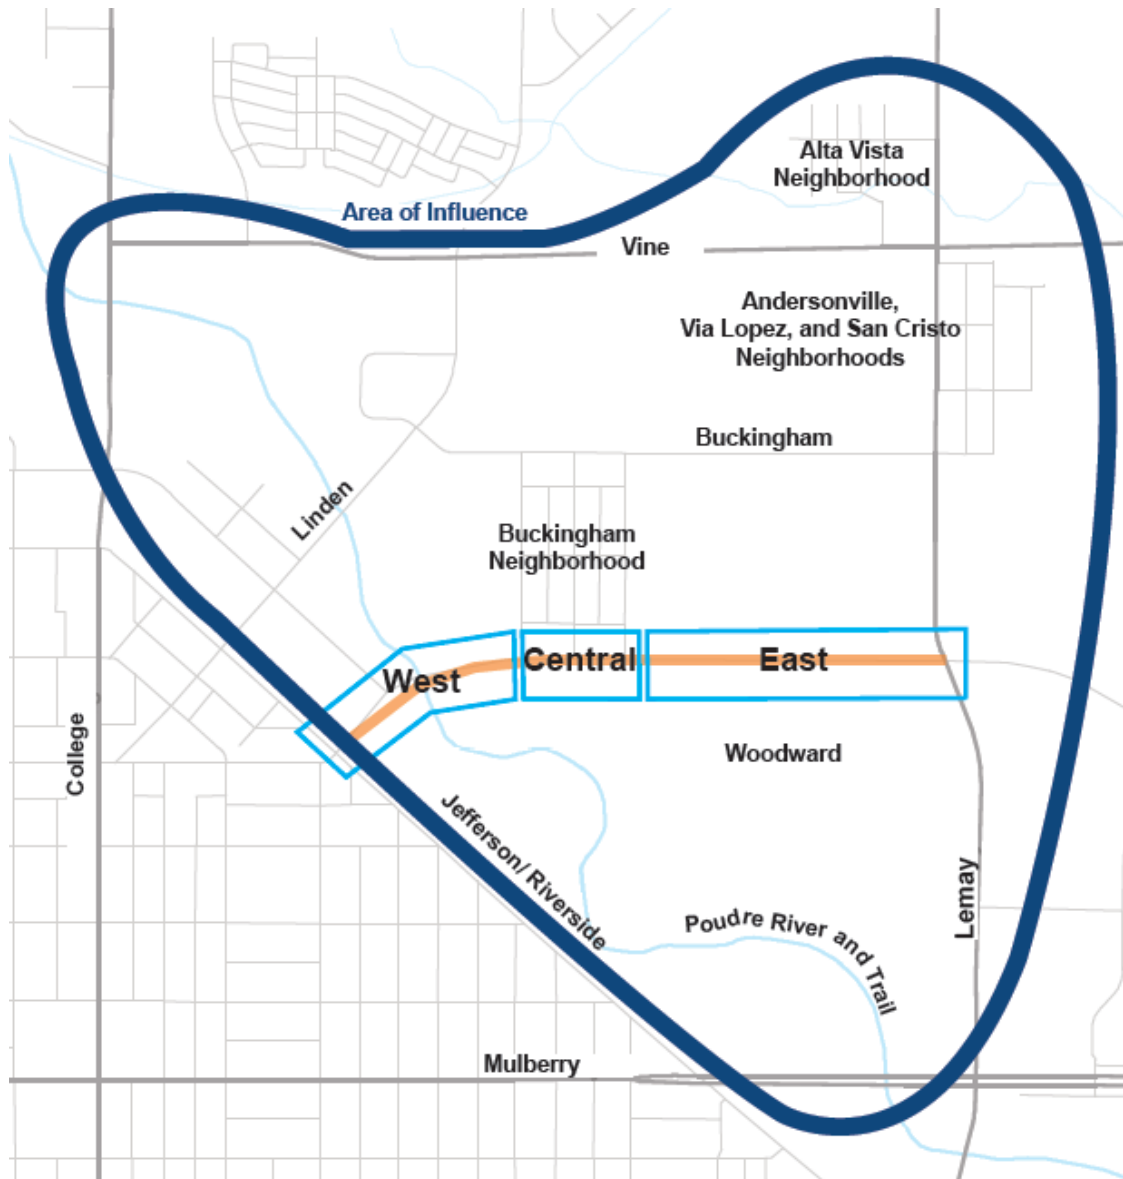 Alta Vista
Neighborhood
Area of Influence
Vine
Andersonville,
Via Lopez, and San Cristo
Neighborhoods
Buckingham
Linden
Buckingham
Neighborhood
West
Central
East
College
Woodward
Jefferson/ Riverside
Lemay
Poudre River and Trail
Mulberry